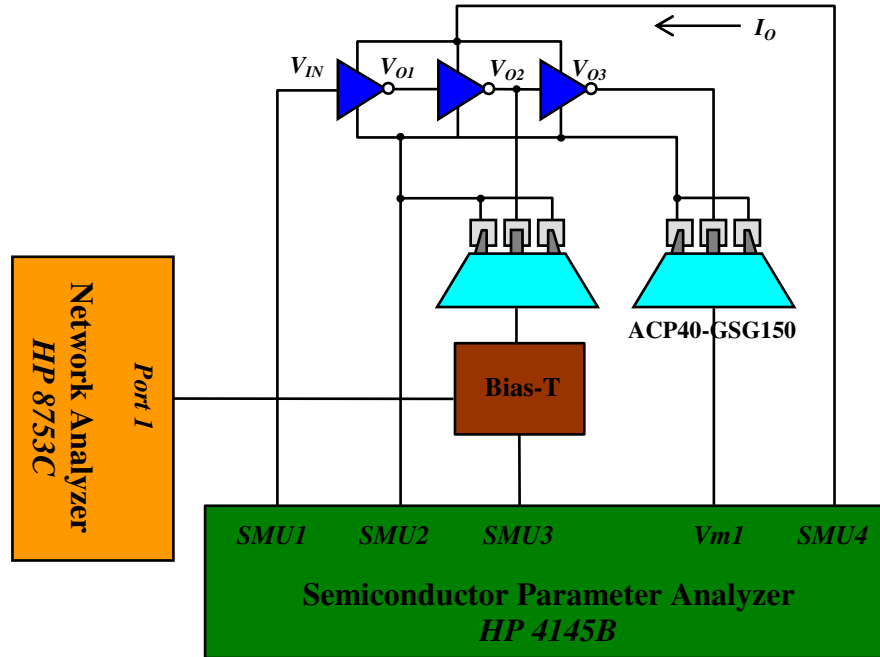 I_O
V_IN
V_O1
V_O2
V_O3
ACP40-GSG150
Bias-T
Port 1
Network Analyzer
HP 8753C
SMU1 SMU2 SMU3 Vm1 SMU4
Semiconductor Parameter Analyzer
HP 4145B